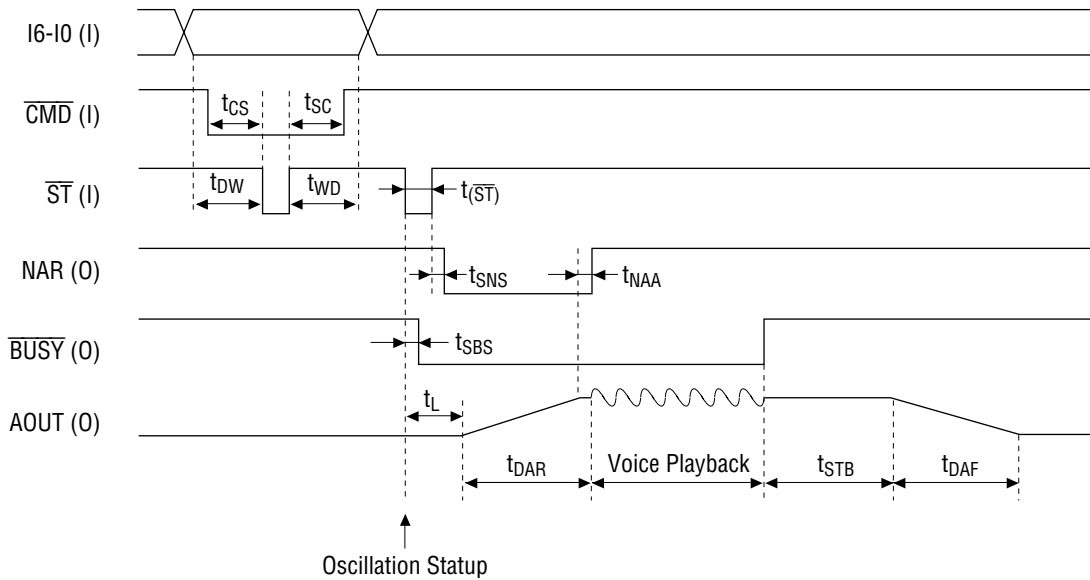 I6-I0 (I)
CMD (I)
tCS
tSC
ST (I)
tDW
tWD
t(ST)
NAR (O)
tSNS
tNAA
BUSY (O)
tSBS
AOUT (O)
tL
tDAR
Voice Playback
tSTB
tDAF
Oscillation Statup